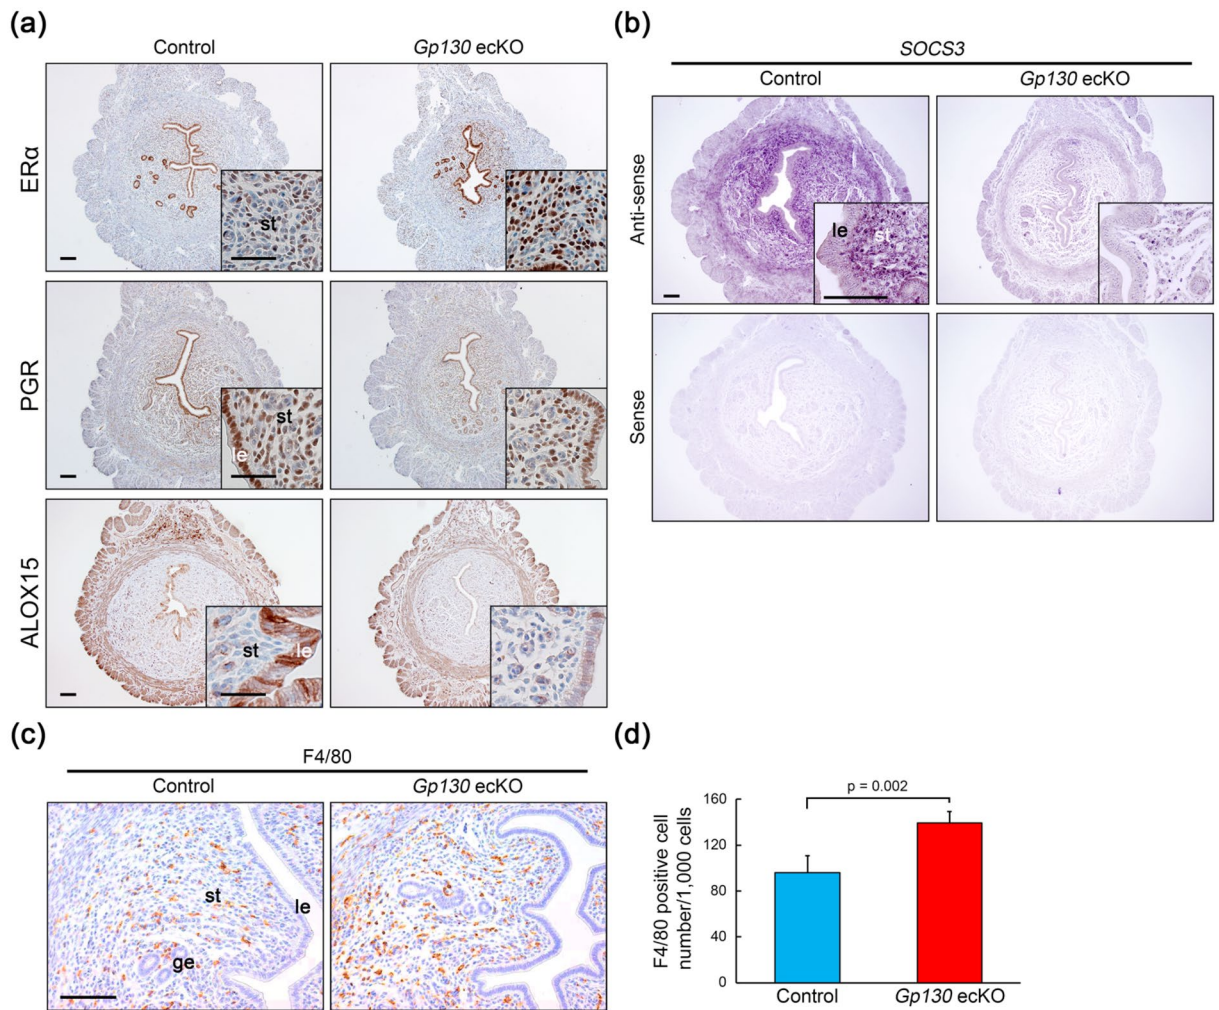 (a)
Control
Gp130 ecKO
ERα
st
PGR
st
le
ALOX15
st
le
(b)
SOCS3
Control
Gp130 ecKO
Anti-sense
le
st
Sense
(c)
F4/80
Control
Gp130 ecKO
st
le
ge
(d)
p = 0.002
F4/80 positive cell
number/1,000 cells
160
120
80
40
0
Control
Gp130 ecKO